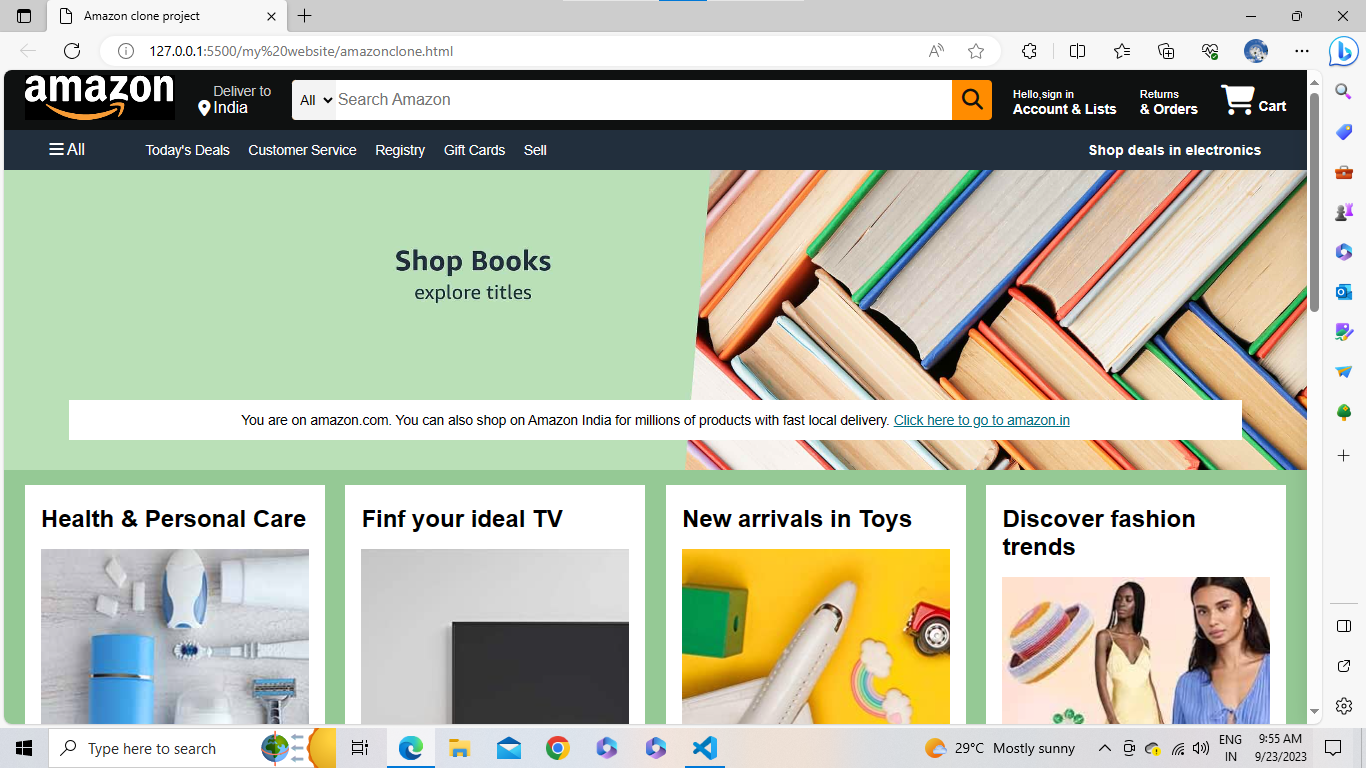 Amazon clone project
127.0.0.1:5500/my%20website/amazonclone.html
amazon
Deliver to
India
All
Search Amazon
Hello,sign in
Account & Lists
Returns
& Orders
Cart
All
Today's Deals Customer Service Registry Gift Cards Sell
Shop deals in electronics
Shop Books
explore titles
You are on amazon.com. You can also shop on Amazon India for millions of products with fast local delivery. Click here to go to amazon.in
Health & Personal Care
Finf your ideal TV
New arrivals in Toys
Discover fashion
trends
Type here to search
29°C Mostly sunny
ENG
IN
9:55 AM
9/23/2023